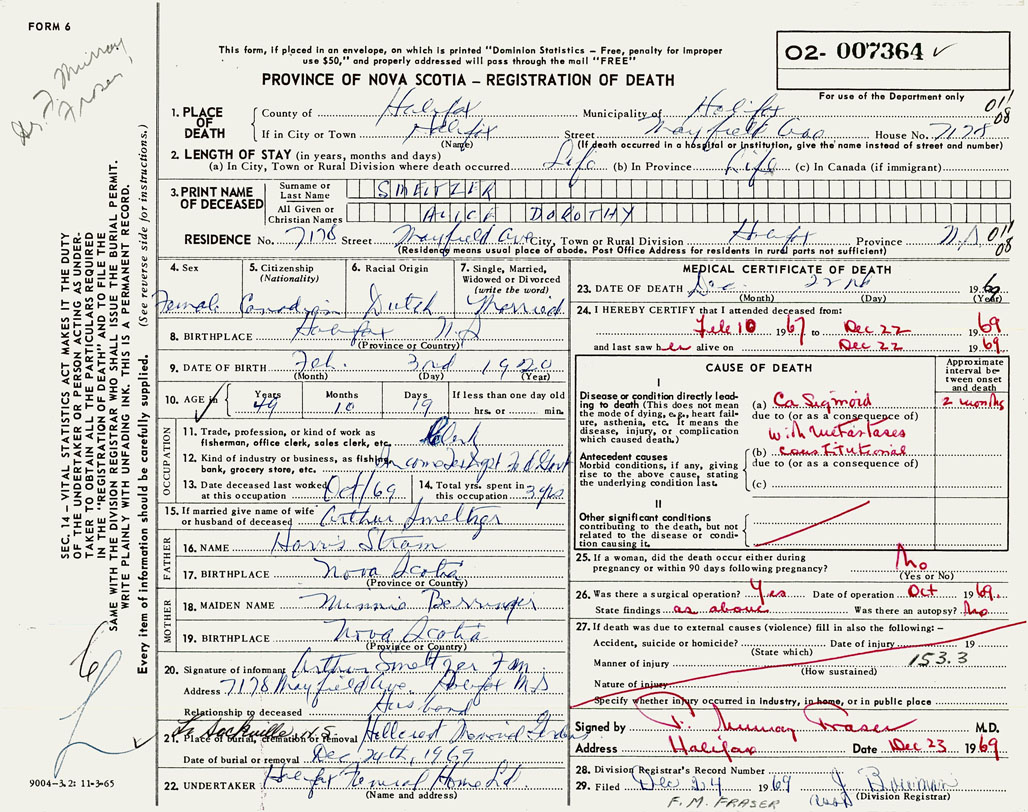 FORM 6
Dr. F. Murray
Fraser,
This form, if placed in an envelope, on which is printed "Dominion Statistics – Free, penalty for improper
use $50," and properly addressed will pass through the mail "FREE"
PROVINCE OF NOVA SCOTIA – REGISTRATION OF DEATH
02- 007364 ✓
For use of the Department only
011
08
1. PLACE OF DEATH
County of Halifax Municipality of Halifax
If in City or Town Halifax Street Mayfield Ave House No. 7178
(Name) (If death occurred in a hospital or institution, give the name instead of street and number)
2. LENGTH OF STAY (in years, months and days)
(a) In City, Town or Rural Division where death occurred Life (b) In Province Life (c) In Canada (if immigrant)
3. PRINT NAME OF DECEASED
Surname or Last Name SMELTZER
All Given or Christian Names ALICE DOROTHY
RESIDENCE No. 7178 Street Mayfield Ave City, Town or Rural Division Halifax Province N.S.
011
08
(Residence means usual place of abode. Post Office Address for residents in rural parts not sufficient)
4. Sex 5. Citizenship (Nationality) 6. Racial Origin 7. Single, Married, Widowed or Divorced (write the word)
Female Canadian Dutch Married
8. BIRTHPLACE Halifax N.S
(Province or Country)
9. DATE OF BIRTH Feb. 3rd 1920
(Month) (Day) (Year)
10. AGE in Years Months Days If less than one day old
49 10 19 hrs. or min.
OCCUPATION
11. Trade, profession, or kind of work as
fisherman, office clerk, sales clerk, etc. Clerk
12. Kind of industry or business, as fishing,
bank, grocery store, etc.
13. Date deceased last worked
at this occupation Oct/69
14. Total yrs. spent in
this occupation 3 yrs
15. If married give name of wife
or husband of deceased Arthur Smeltzer
FATHER
16. NAME Harris Stram
17. BIRTHPLACE Nova Scotia
(Province or Country)
MOTHER
18. MAIDEN NAME Minnie Berringer
19. BIRTHPLACE Nova Scotia
(Province or Country)
20. Signature of informant Arthur Smeltzer
Address 7178 Mayfield Ave Halifax N.S
Relationship to deceased Husband
Sackville N.S.
21. Place of burial, cremation or removal Hillcrest Memorial
Date of burial or removal Dec 24th, 1969
22. UNDERTAKER Halifax Funeral Home Ltd
(Name and address)
MEDICAL CERTIFICATE OF DEATH
23. DATE OF DEATH Dec. 22nd 1969
(Month) (Day) (Year)
24. I HEREBY CERTIFY that I attended deceased from:
Feb 10 1967 to Dec 22 1969
and last saw her alive on Dec 22 1969
CAUSE OF DEATH
Approximate interval between onset and death
I
Disease or condition directly leading to death (This does not mean the mode of dying, e.g., heart failure, asthenia, etc. It means the disease, injury, or complication which caused death.)
(a) Ca Sigmoid 2 months
due to (or as a consequence of)
with metastases
Antecedent causes
Morbid conditions, if any, giving rise to the above cause, stating the underlying condition last.
(b) constitutional
due to (or as a consequence of)
(c)
II
Other significant conditions contributing to the death, but not related to the disease or condition causing it.
25. If a woman, did the death occur either during
pregnancy or within 90 days following pregnancy? No
(Yes or No)
26. Was there a surgical operation? Yes Date of operation Oct 1969
State findings as above Was there an autopsy? No
27. If death was due to external causes (violence) fill in also the following: –
Accident, suicide or homicide? Date of injury 19
(State which)
Manner of injury 153.3
(How sustained)
Nature of injury
Specify whether injury occurred in Industry, in home, or in public place
Signed by F. Murray Fraser M.D.
Address Halifax Date Dec 23 1969
28. Division Registrar's Record Number
29. Filed Dec 24 1969
(Division Registrar)
F. M. FRASER
SEC. 14 – VITAL STATISTICS ACT MAKES IT THE DUTY
OF THE UNDERTAKER OR PERSON ACTING AS UNDER-
TAKER TO OBTAIN ALL THE PARTICULARS REQUIRED
IN THE "REGISTRATION OF DEATH" AND TO FILE THE
SAME WITH THE DIVISION REGISTRAR WHO SHALL ISSUE THE BURIAL PERMIT.
WRITE PLAINLY WITH UNFADING INK. THIS IS A PERMANENT RECORD.
Every item of information should be carefully supplied. (See reverse side for instructions.)
9004-3.2: 11-3-65